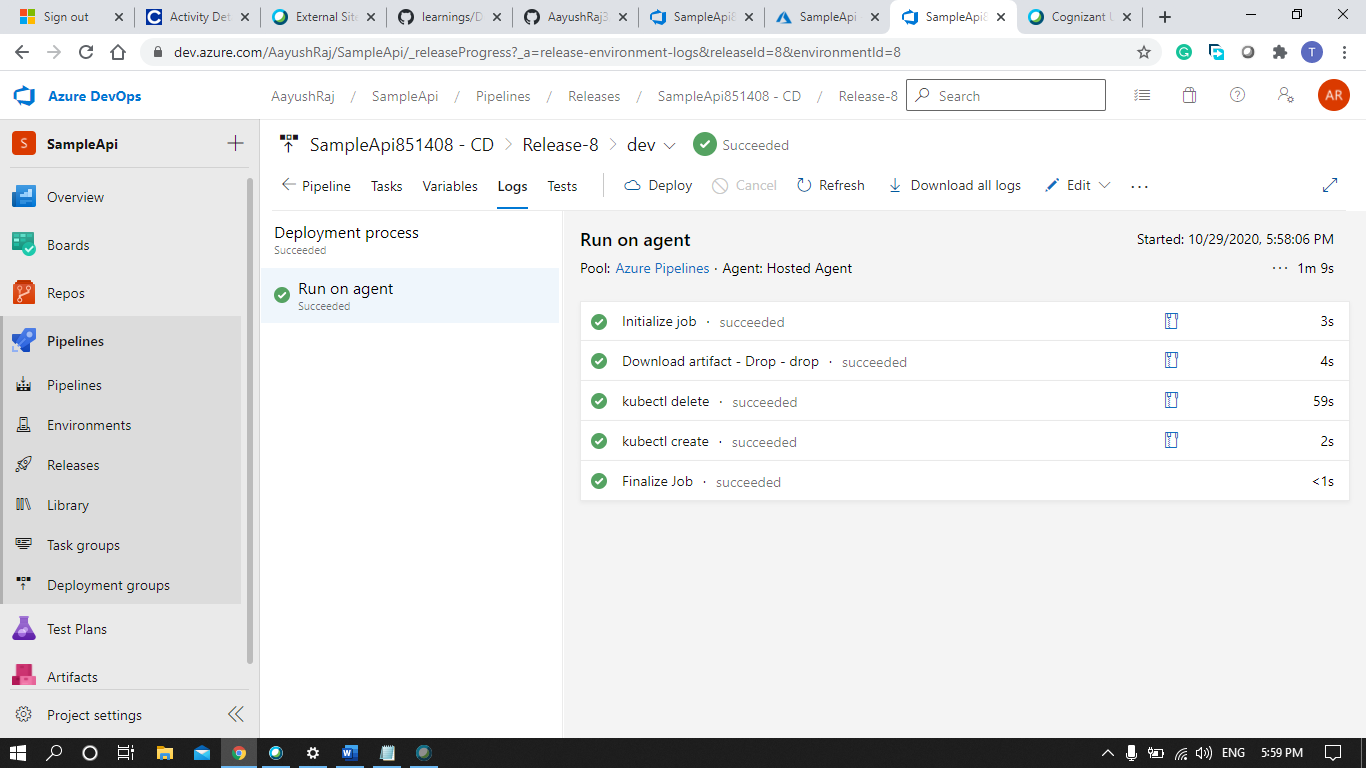 Sign out
Activity Det
External Site
learnings/D
AayushRaj3
SampleApi8
SampleApi
SampleApi8
Cognizant U
dev.azure.com/AayushRaj/SampleApi/_releaseProgress?_a=release-environment-logs&releaseId=8&environmentId=8
T
Azure DevOps
AayushRaj / SampleApi / Pipelines / Releases / SampleApi851408 - CD / Release-8
Search
AR
S SampleApi
Overview
Boards
Repos
Pipelines
Pipelines
Environments
Releases
Library
Task groups
Deployment groups
Test Plans
Artifacts
Project settings
SampleApi851408 - CD > Release-8 > dev Succeeded
Pipeline Tasks Variables Logs Tests Deploy Cancel Refresh Download all logs Edit ...
Deployment process
Succeeded
Run on agent
Succeeded
Run on agent
Started: 10/29/2020, 5:58:06 PM
Pool: Azure Pipelines · Agent: Hosted Agent
... 1m 9s
Initialize job · succeeded 3s
Download artifact - Drop - drop · succeeded 4s
kubectl delete · succeeded 59s
kubectl create · succeeded 2s
Finalize Job · succeeded <1s
ENG 5:59 PM